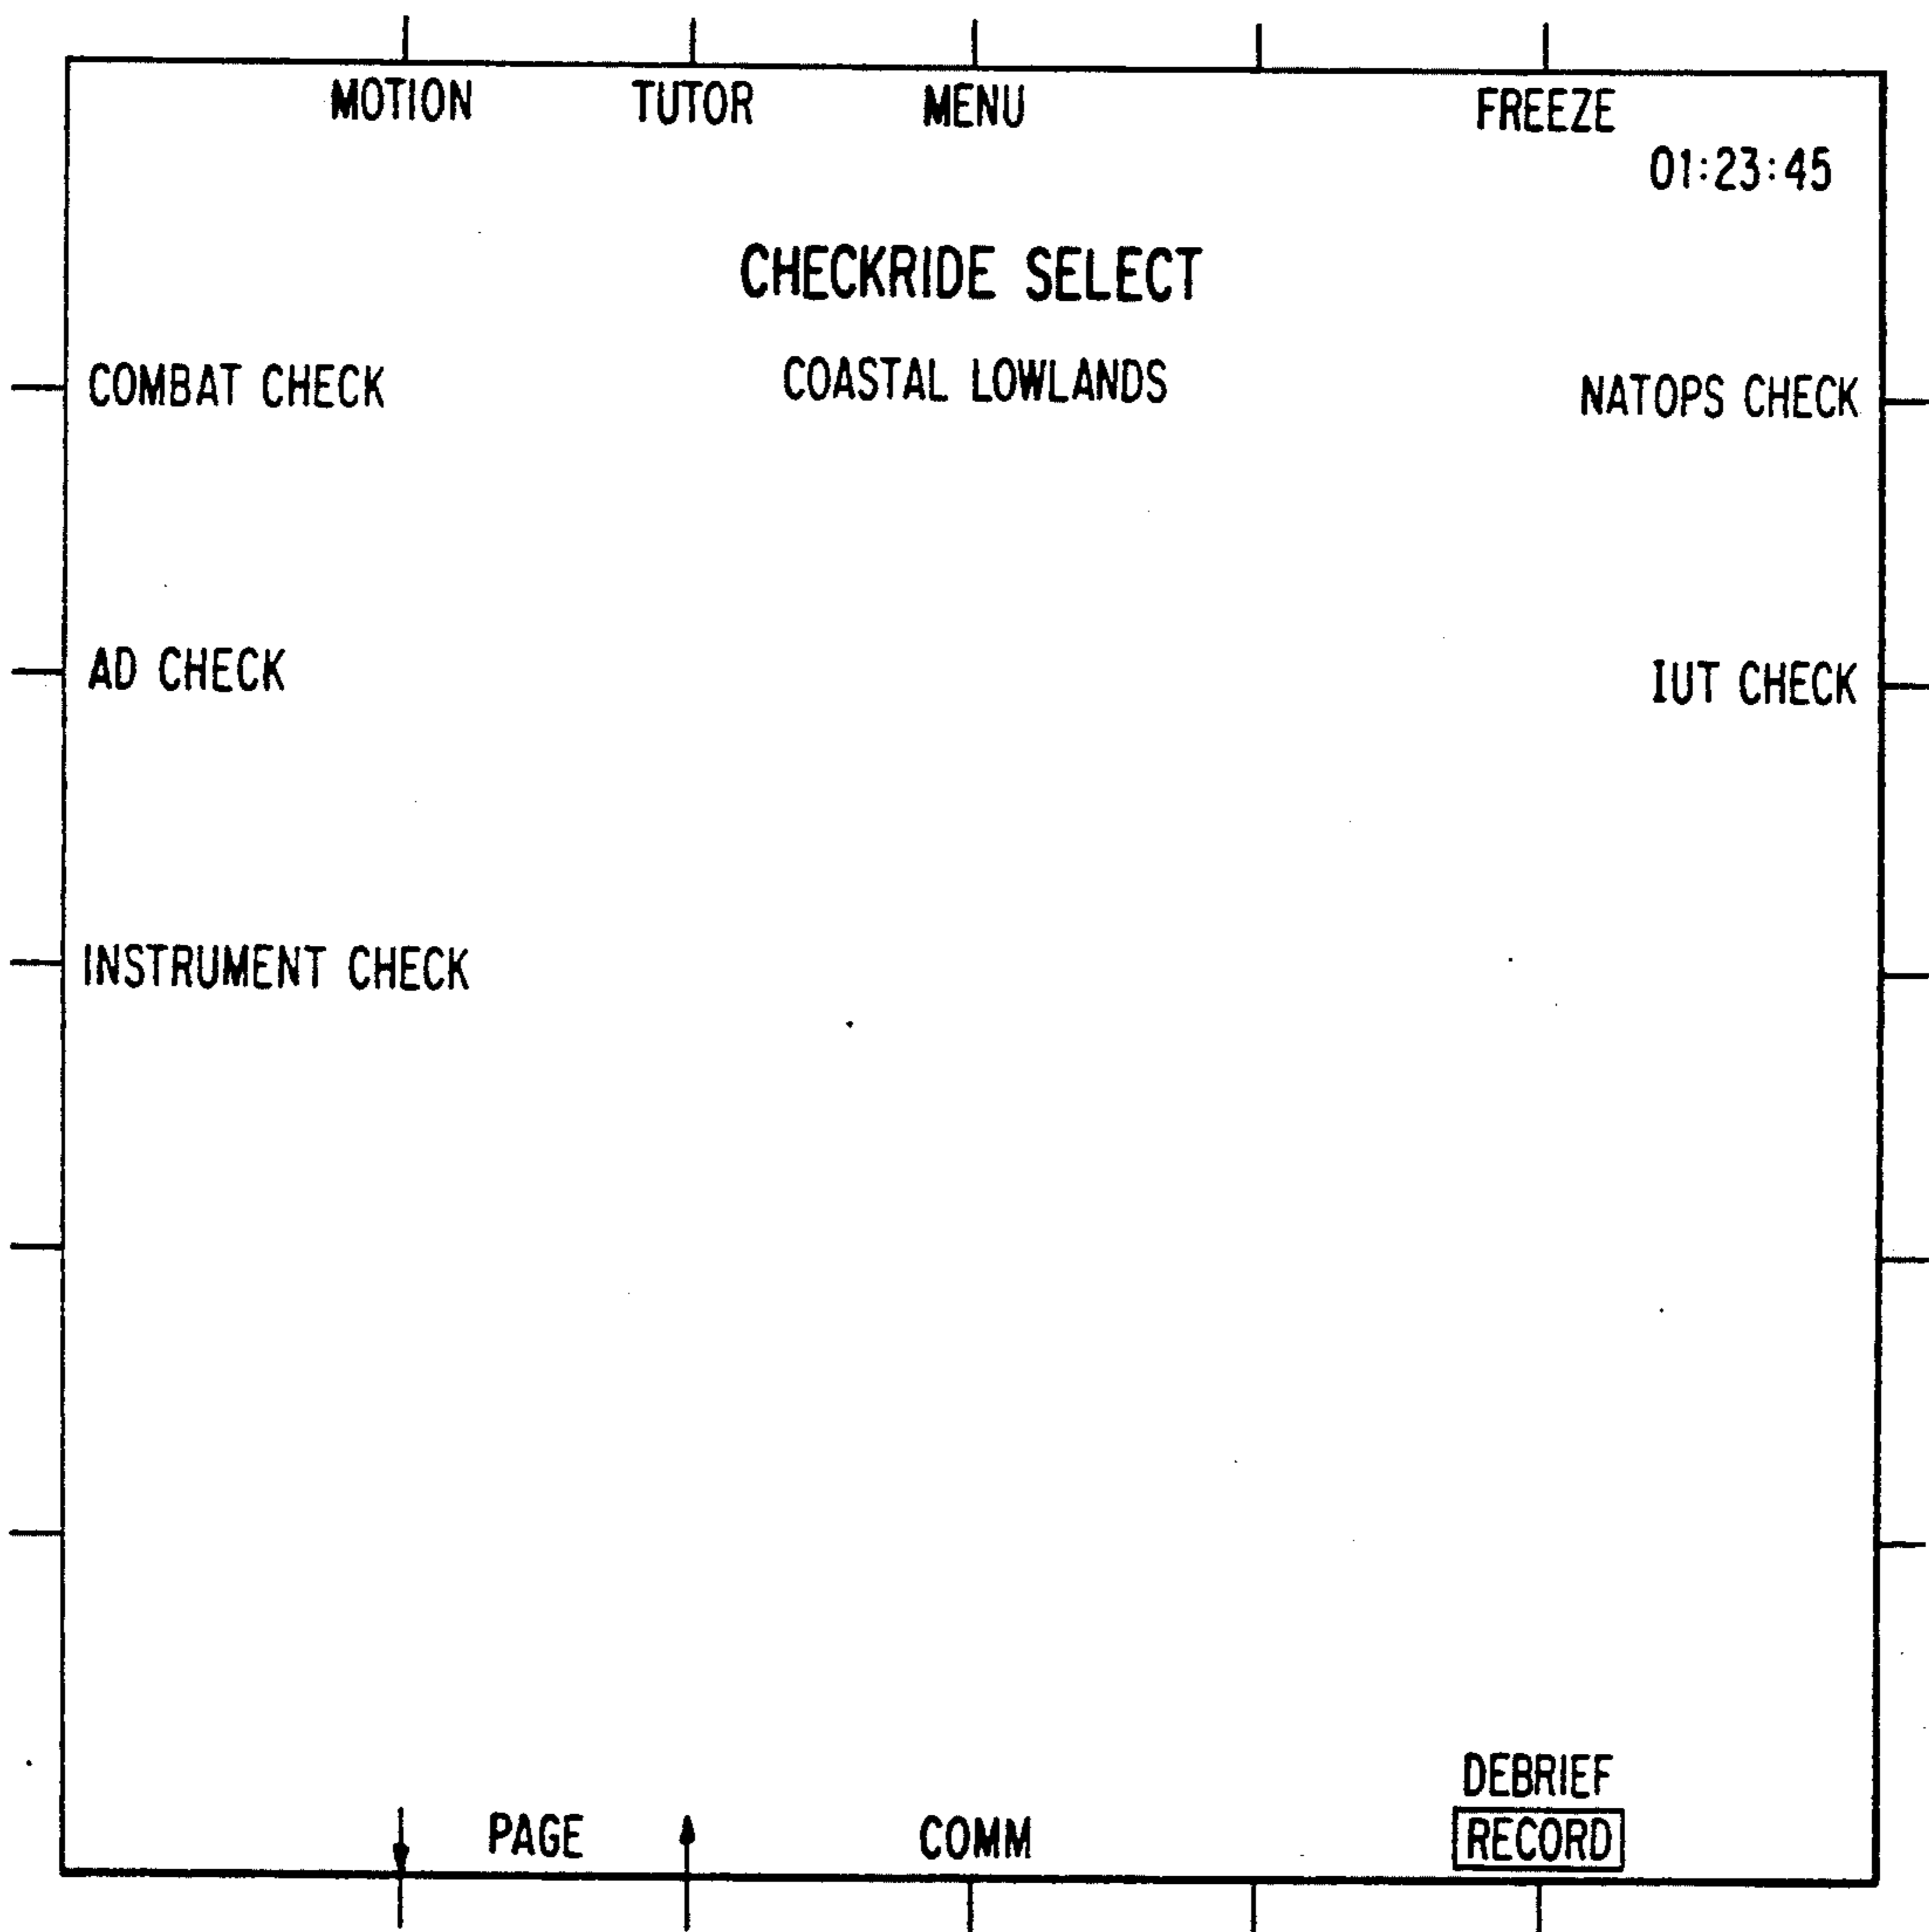 MOTION TUTOR MENU FREEZE
01:23:45
CHECKRIDE SELECT
COMBAT CHECK COASTAL LOWLANDS NATOPS CHECK
AD CHECK IUT CHECK
INSTRUMENT CHECK
DEBRIEF
PAGE COMM RECORD